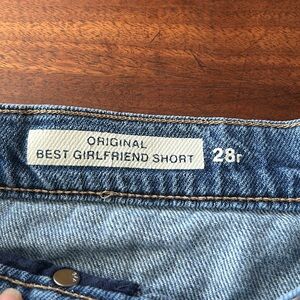 ORIGINAL
BEST GIRLFRIEND SHORT 28r